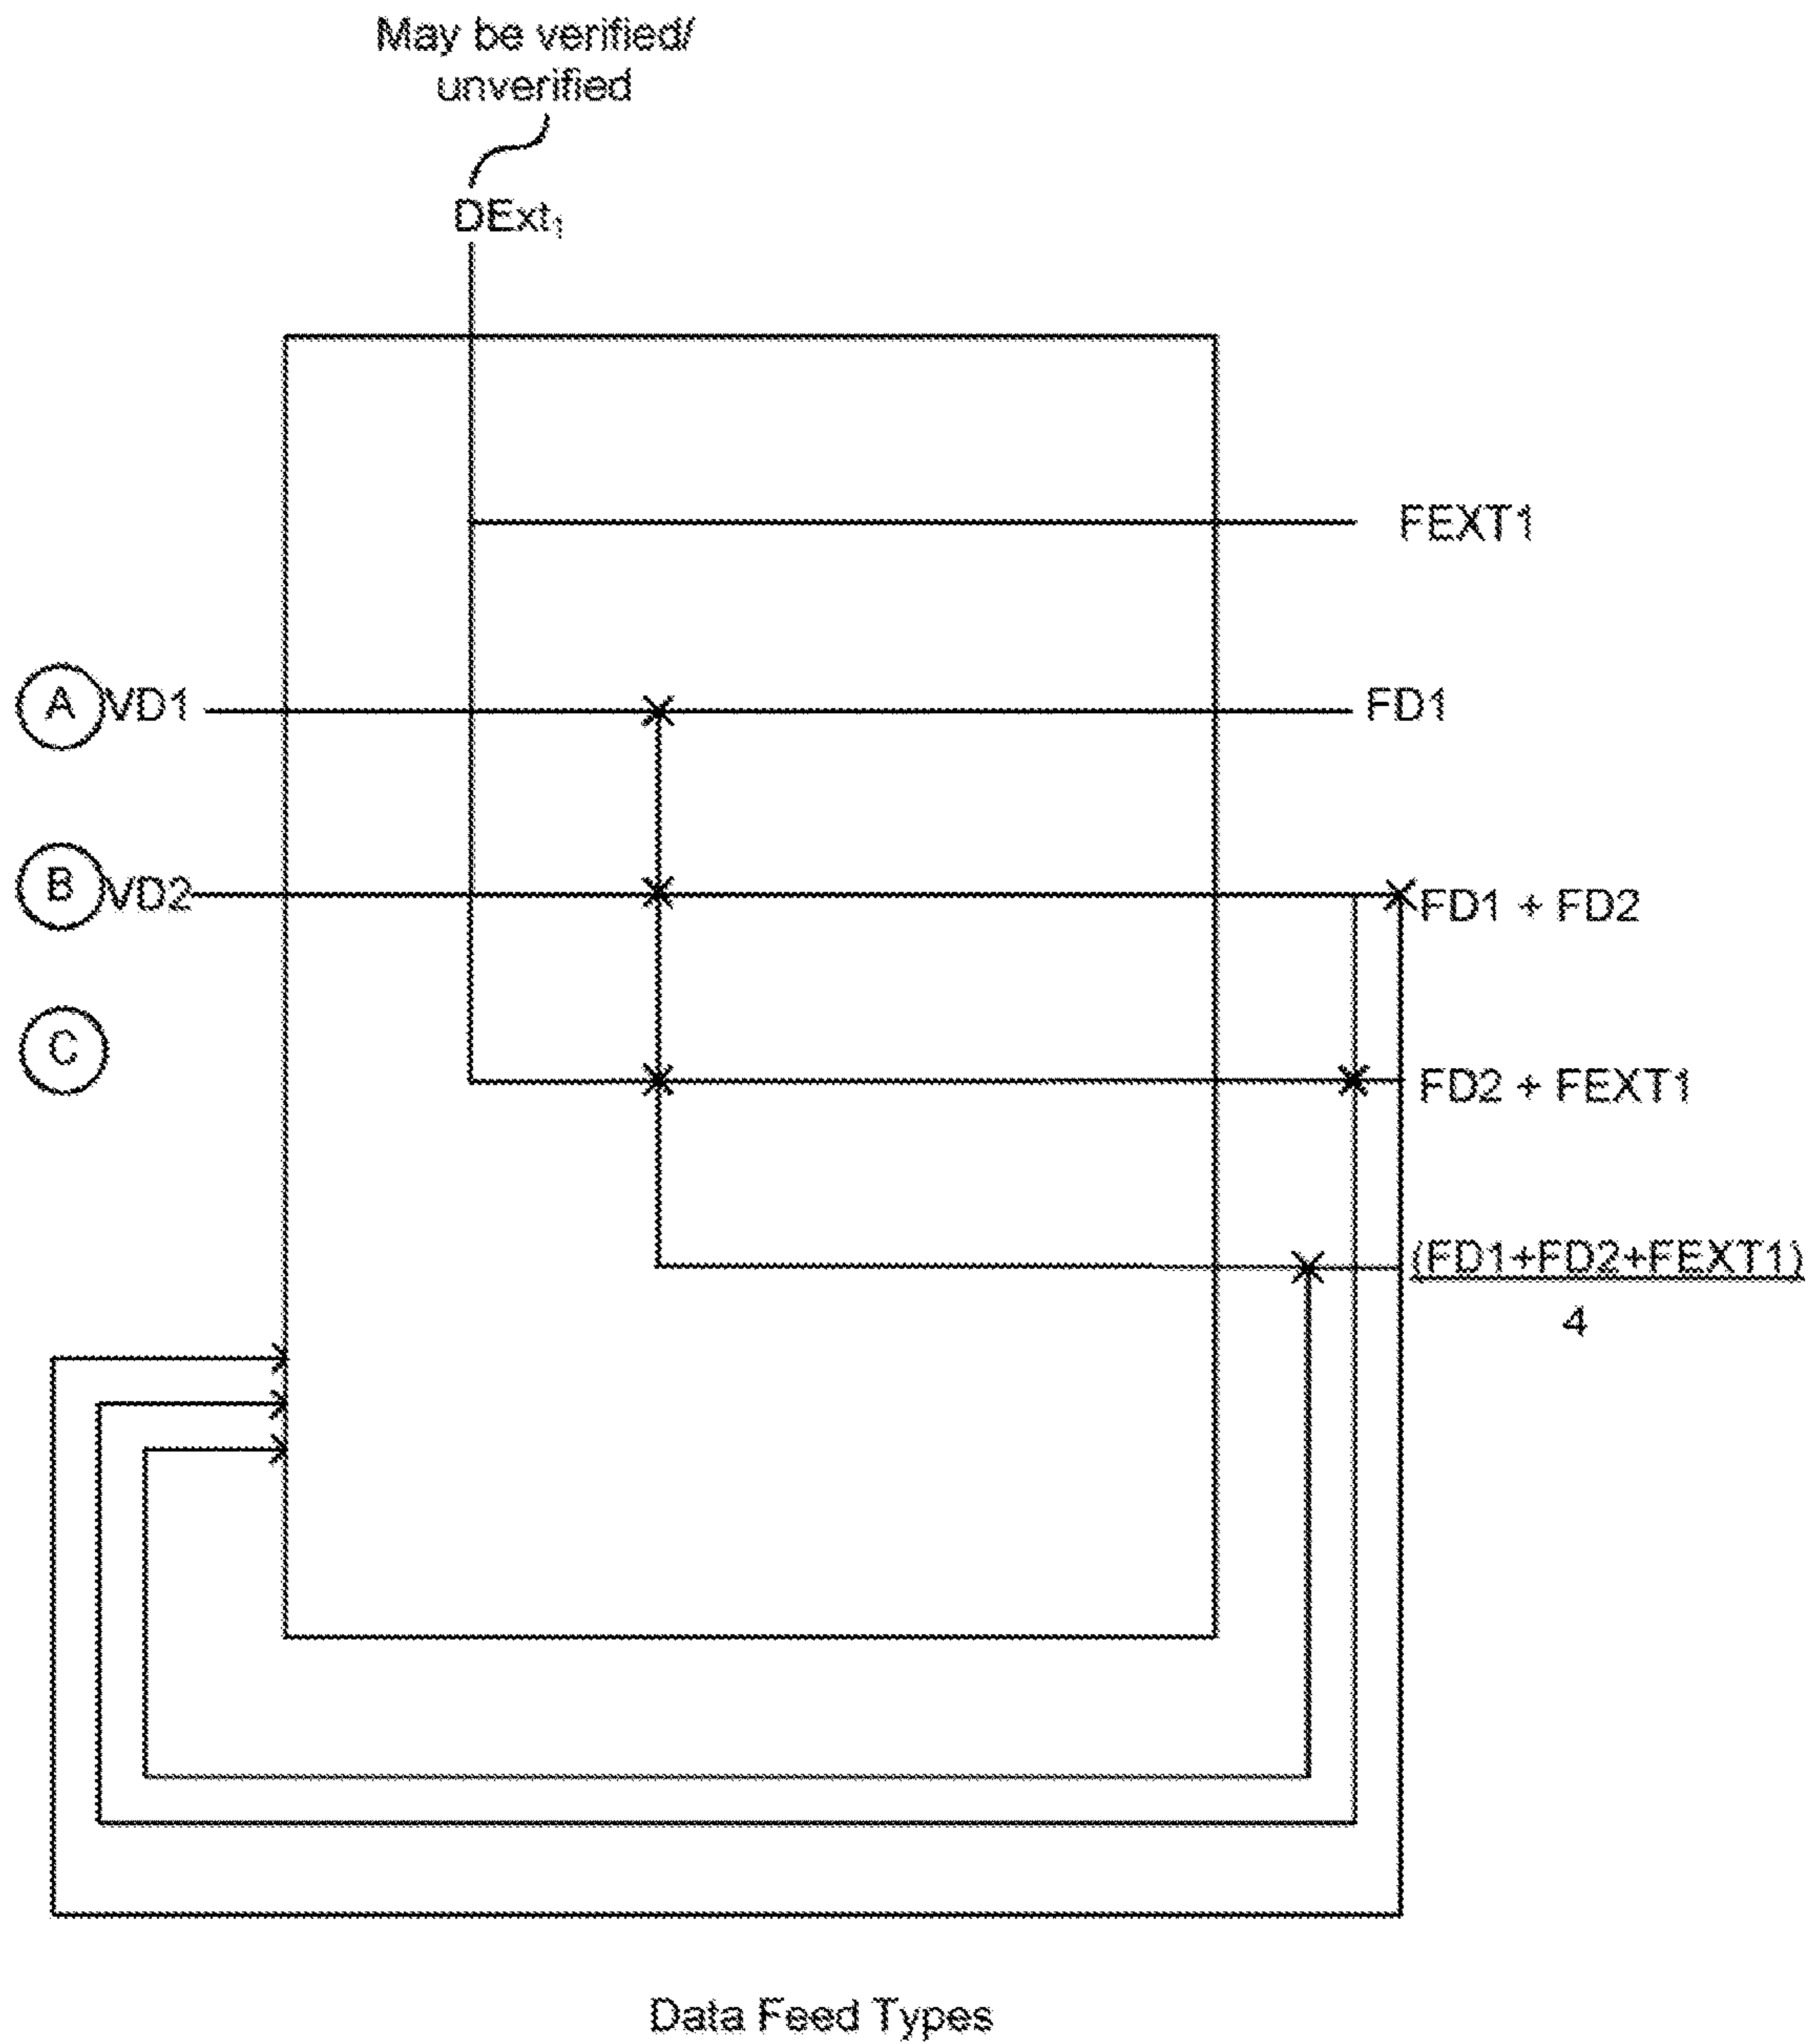 May be verified/
unverified
DExt₁
FEXT1
A VD1
FD1
B VD2
FD1 + FD2
C
FD2 + FEXT1
(FD1+FD2+FEXT1)
4
Data Feed Types